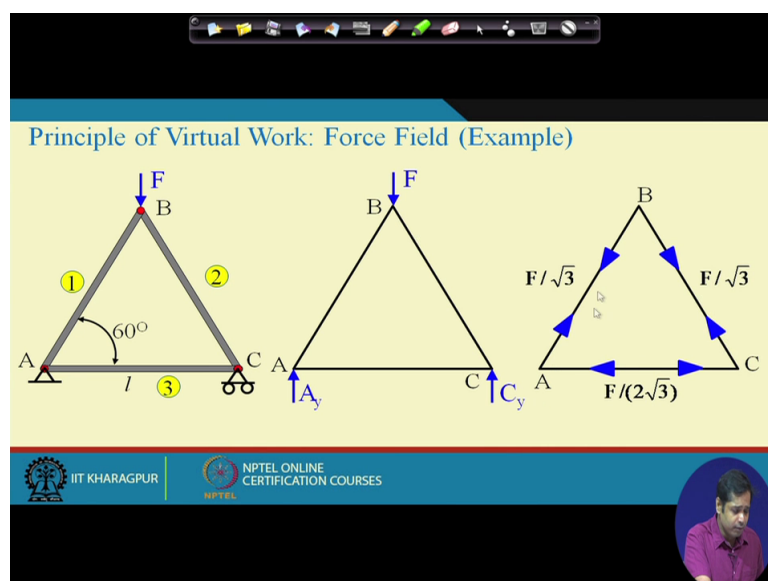 Principle of Virtual Work: Force Field (Example)
F
B
1
2
60°
A
C
l
3
F
B
A
C
Ay
Cy
B
F/√3
F/√3
A
C
F/(2√3)
IIT KHARAGPUR
NPTEL
NPTEL ONLINE
CERTIFICATION COURSES